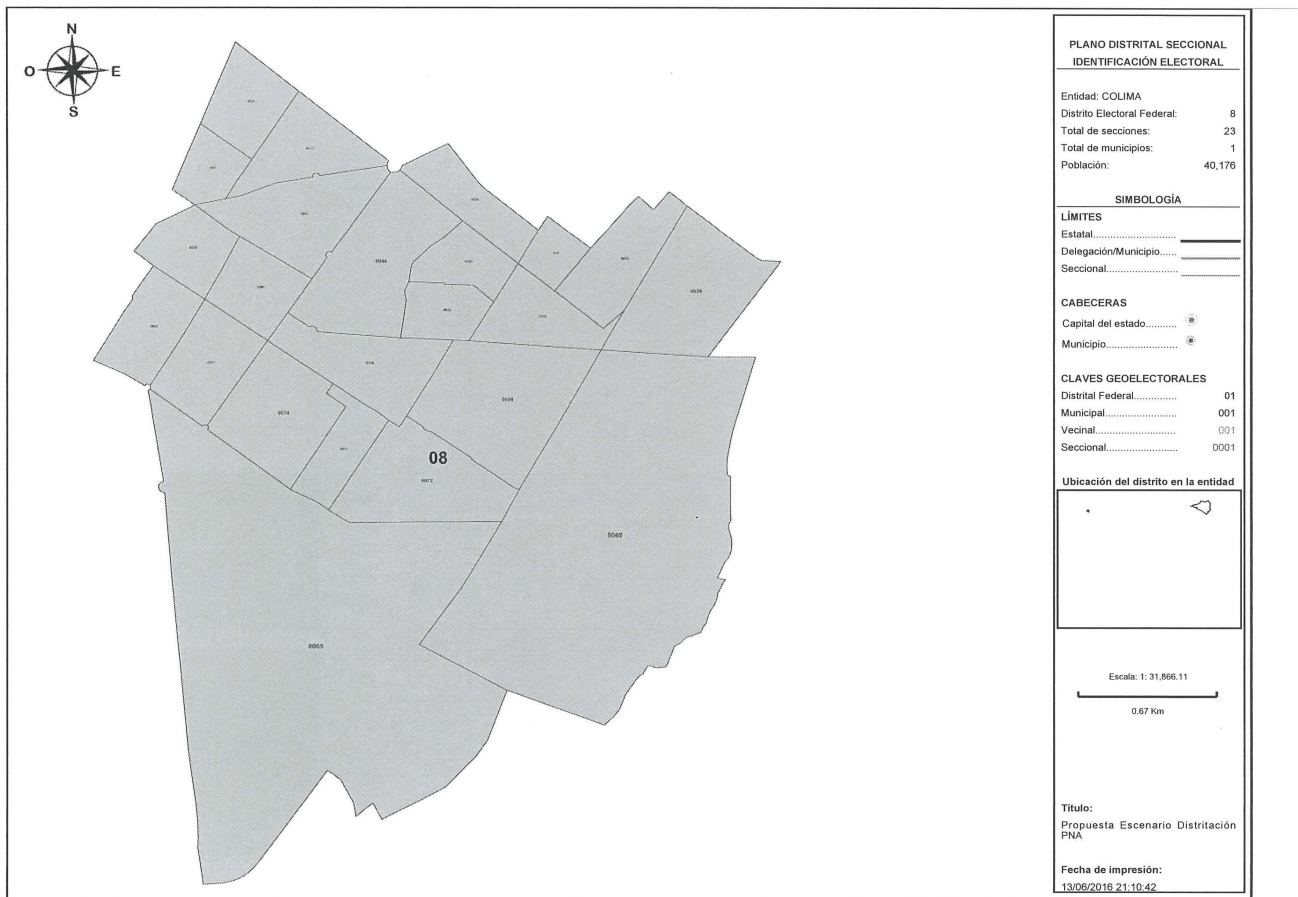 N
O E
S
0044
0036
0039
0070
08
0072
0068
0069
PLANO DISTRITAL SECCIONAL
IDENTIFICACIÓN ELECTORAL
Entidad: COLIMA
Distrito Electoral Federal: 8
Total de secciones: 23
Total de municipios: 1
Población: 40,176
SIMBOLOGÍA
LÍMITES
Estatal............................
Delegación/Municipio......
Seccional.........................
CABECERAS
Capital del estado...........
Municipio.........................
CLAVES GEOELECTORALES
Distrital Federal............... 01
Municipal......................... 001
Vecinal............................ 001
Seccional......................... 0001
Ubicación del distrito en la entidad
Escala: 1: 31,866.11
0.67 Km
Título:
Propuesta Escenario Distritación
PNA
Fecha de impresión:
13/06/2016 21:10:42